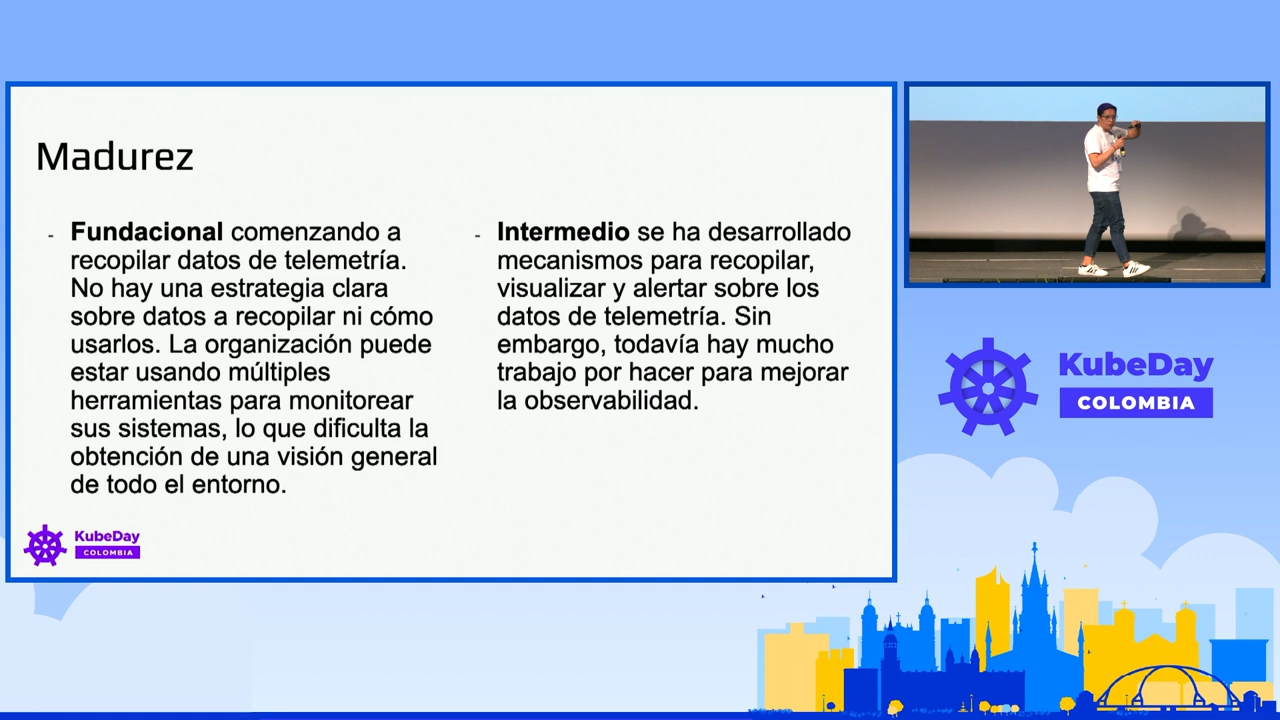 Madurez
- Fundacional comenzando a
recopilar datos de telemetría.
No hay una estrategia clara
sobre datos a recopilar ni cómo
usarlos. La organización puede
estar usando múltiples
herramientas para monitorear
sus sistemas, lo que dificulta la
obtención de una visión general
de todo el entorno.
- Intermedio se ha desarrollado
mecanismos para recopilar,
visualizar y alertar sobre los
datos de telemetría. Sin
embargo, todavía hay mucho
trabajo por hacer para mejorar
la observabilidad.
KubeDay
COLOMBIA
KubeDay
COLOMBIA